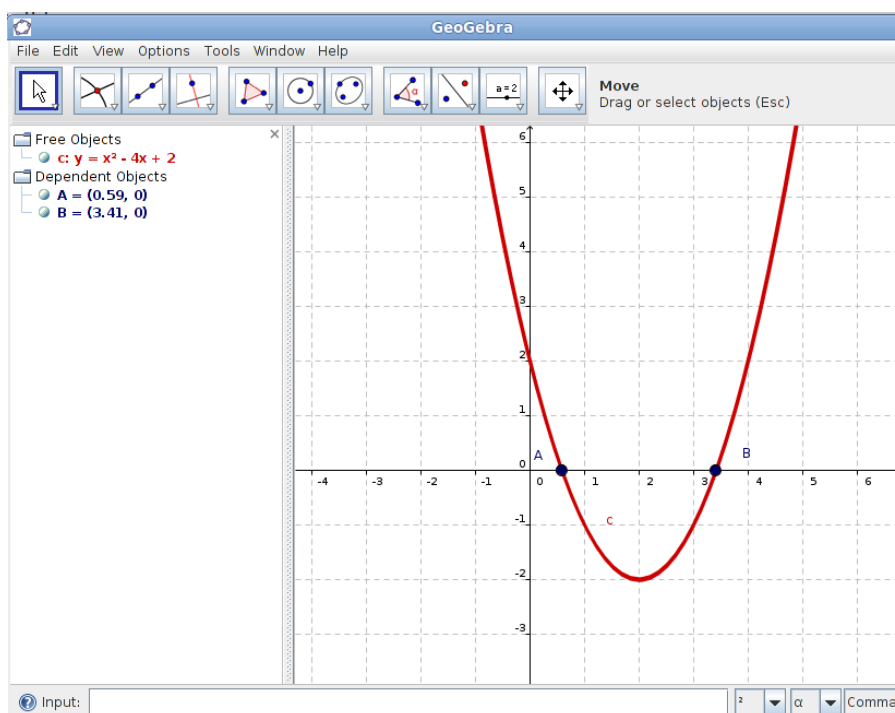 GeoGebra
File Edit View Options Tools Window Help
α
a = 2
Move
Drag or select objects (Esc)
Free Objects
c: y = x² - 4x + 2
Dependent Objects
A = (0.59, 0)
B = (3.41, 0)
6
5
4
3
2
1
A
B
0
-4 -3 -2 -1 0 1 2 3 4 5 6
-1
c
-2
-3
Input:
² α Comma